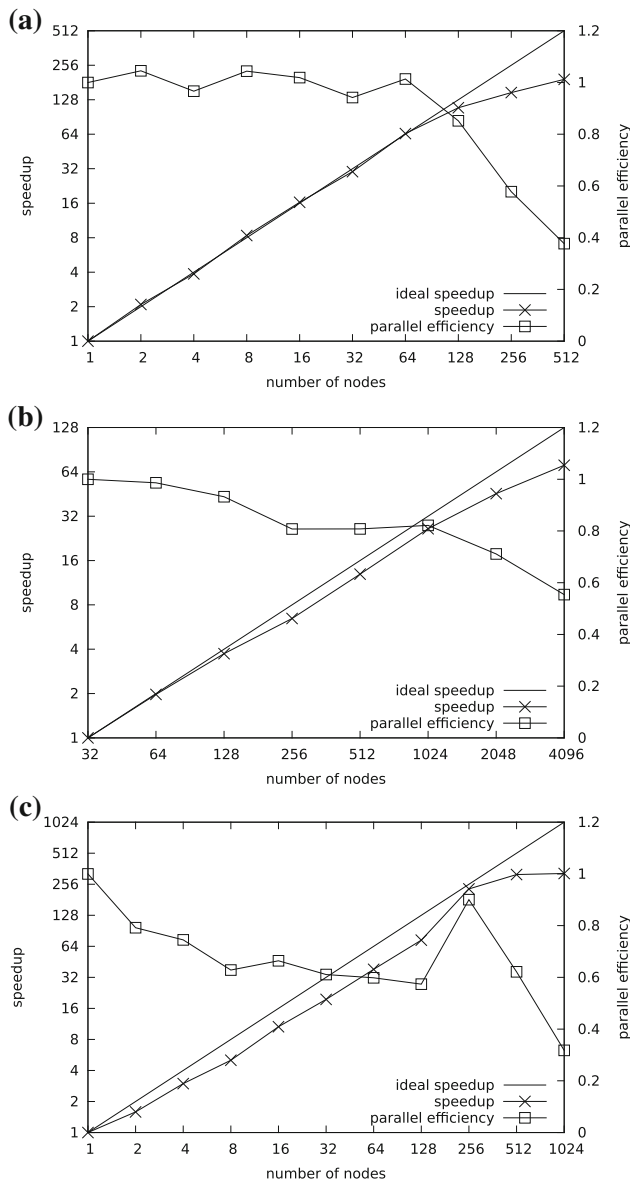 (a)
512
256
128
64
32
16
8
4
2
1
speedup
1.2
1
0.8
0.6
0.4
0.2
0
parallel efficiency
ideal speedup
speedup
parallel efficiency
1 2 4 8 16 32 64 128 256 512
number of nodes
(b)
128
64
32
16
8
4
2
1
speedup
1.2
1
0.8
0.6
0.4
0.2
0
parallel efficiency
ideal speedup
speedup
parallel efficiency
32 64 128 256 512 1024 2048 4096
number of nodes
(c)
1024
512
256
128
64
32
16
8
4
2
1
speedup
1.2
1
0.8
0.6
0.4
0.2
0
parallel efficiency
ideal speedup
speedup
parallel efficiency
1 2 4 8 16 32 64 128 256 512 1024
number of nodes